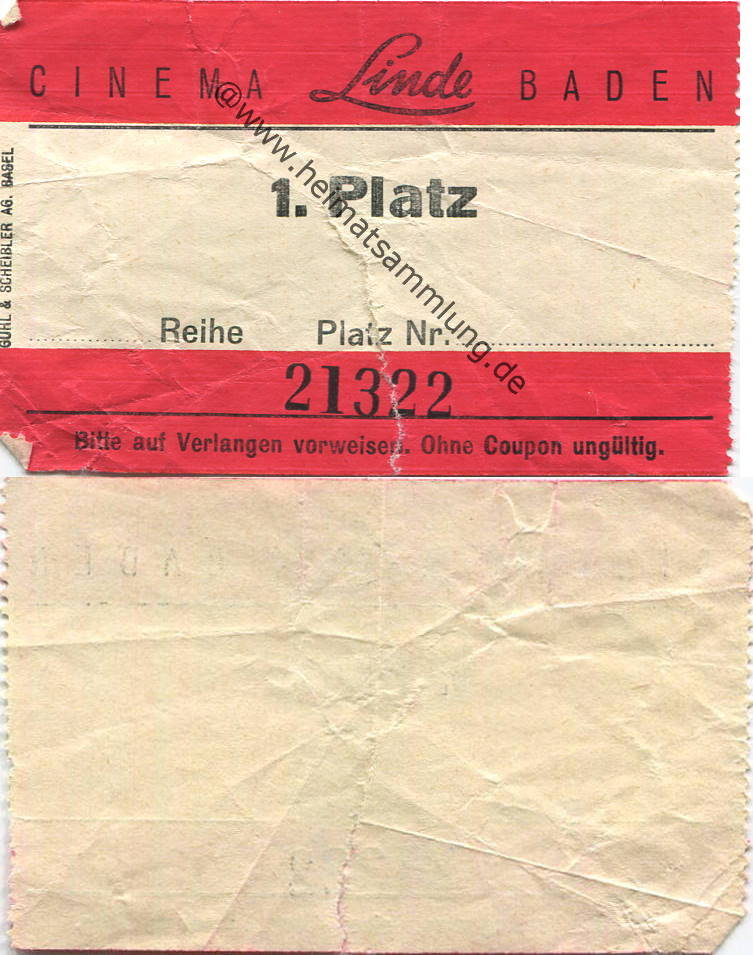 CINEMA Linde BADEN
1. Platz
GURL & SCHEIBLER AG. BASEL
Reihe Platz Nr.
21322
Bitte auf Verlangen vorweisen. Ohne Coupon ungültig.
@www.heimatsammlung.de